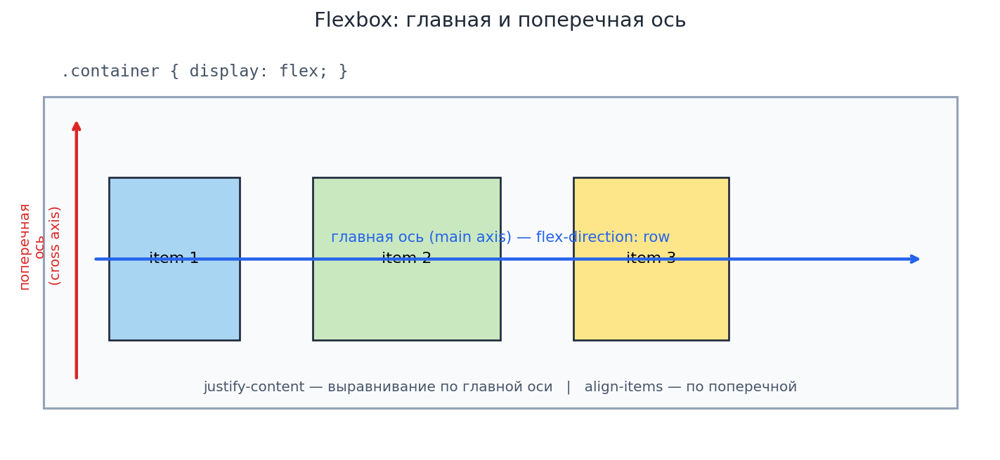 Flexbox: главная и поперечная ось
.container { display: flex; }
поперечная
ось
(cross axis)
главная ось (main axis) — flex-direction: row
item 1
item 2
item 3
justify-content — выравнивание по главной оси | align-items — по поперечной